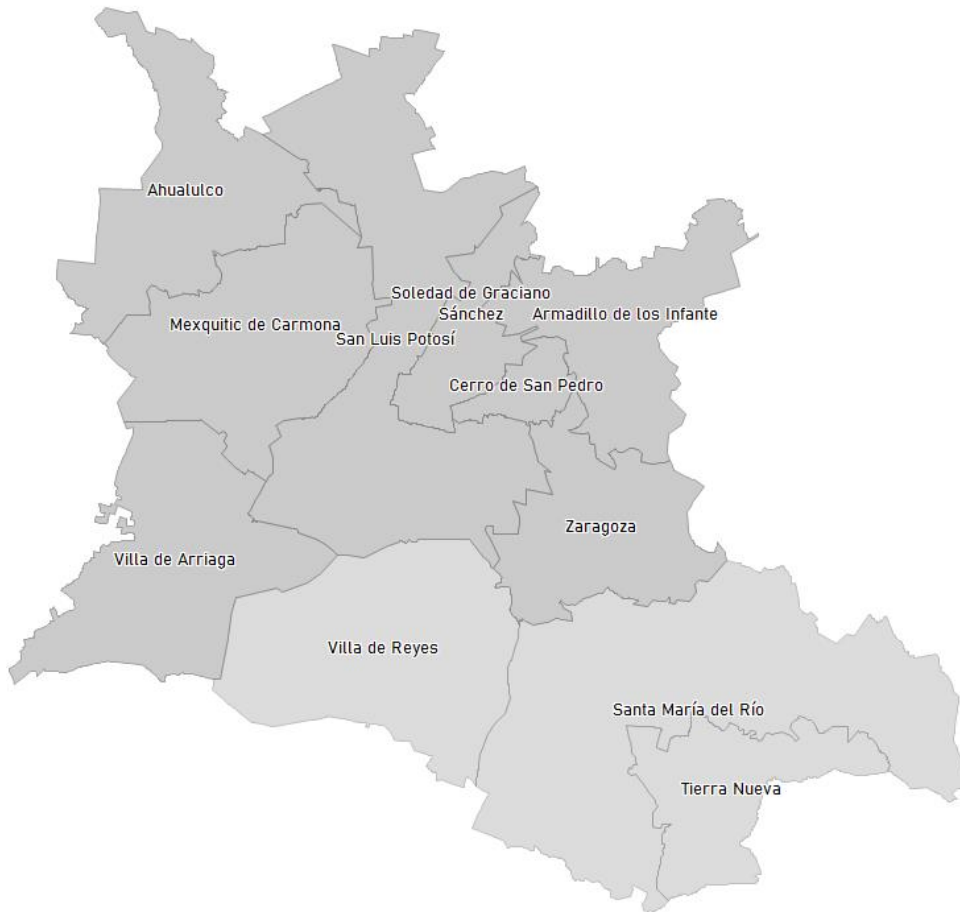 Ahualulco
Soledad de Graciano
Sánchez
Armadillo de los Infante
Mexquitic de Carmona
San Luis Potosí
Cerro de San Pedro
Zaragoza
Villa de Arriaga
Villa de Reyes
Santa María del Río
Tierra Nueva